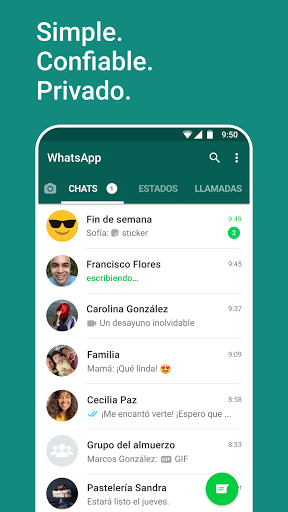 Simple.
Confiable.
Privado.
9:50
WhatsApp
CHATS 1 ESTADOS LLAMADAS
Fin de semana 9:49
Sofía: sticker 2
Francisco Flores 9:45
escribiendo...
Carolina González 9:37
Un desayuno inolvidable
Familia 9:09
Mamá: ¡Qué linda! 😍
Cecilia Paz 8:58
¡Me encantó verte! ¡Espero que ...
Grupo del almuerzo 8:33
Marcos González: GIF GIF
Pastelería Sandra
Estará listo el jueves.